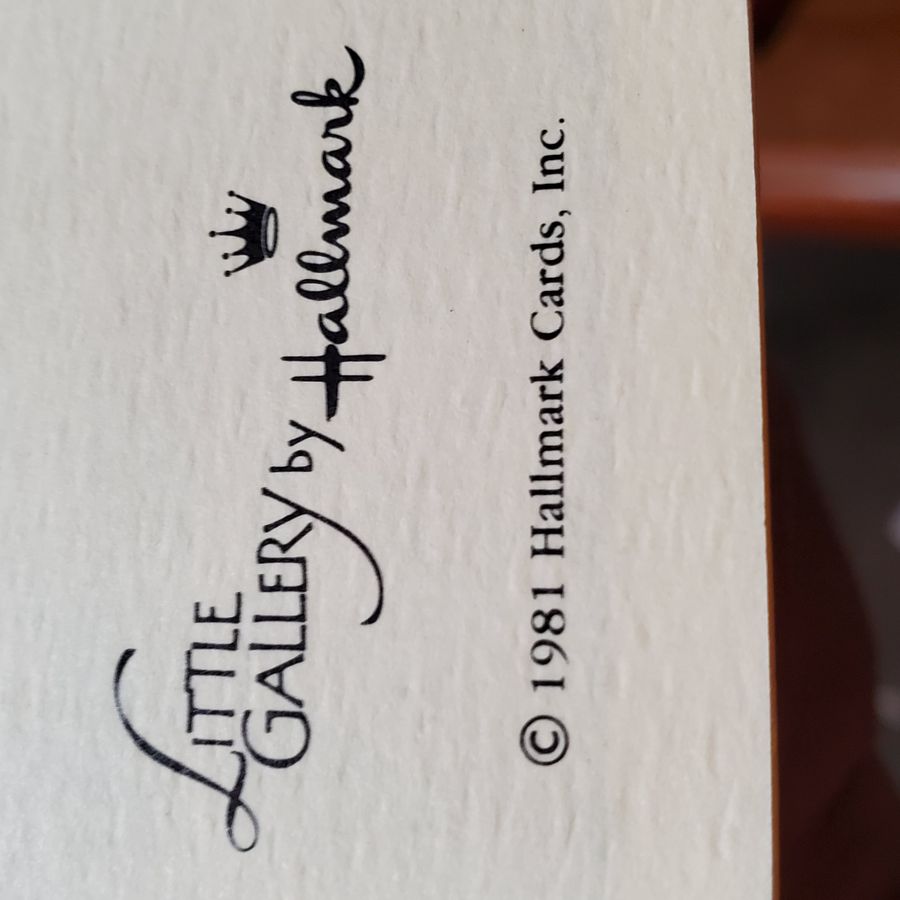 LITTLE
GALLERY by Hallmark
© 1981 Hallmark Cards, Inc.